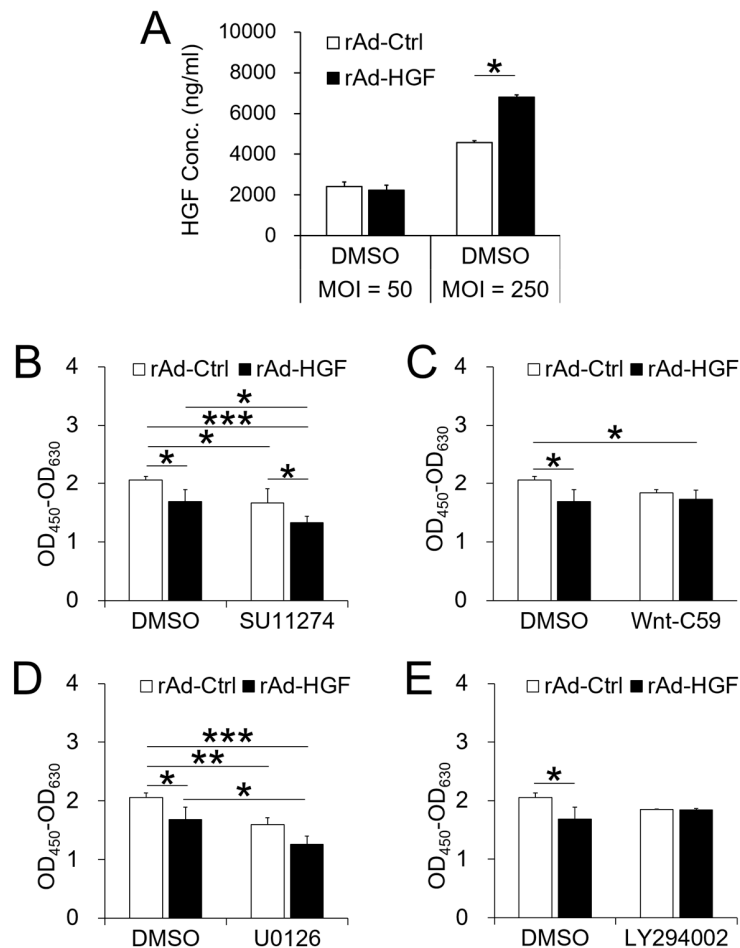 A
rAd-Ctrl
rAd-HGF
HGF Conc. (ng/ml)
10000
8000
6000
4000
2000
0
*
DMSO DMSO
MOI = 50 MOI = 250
B
rAd-Ctrl rAd-HGF
OD450-OD630
4
3
2
1
0
*
***
*
* *
DMSO SU11274
C
rAd-Ctrl rAd-HGF
OD450-OD630
4
3
2
1
0
*
*
DMSO Wnt-C59
D
rAd-Ctrl rAd-HGF
OD450-OD630
4
3
2
1
0
***
**
* *
DMSO U0126
E
rAd-Ctrl rAd-HGF
OD450-OD630
4
3
2
1
0
*
DMSO LY294002